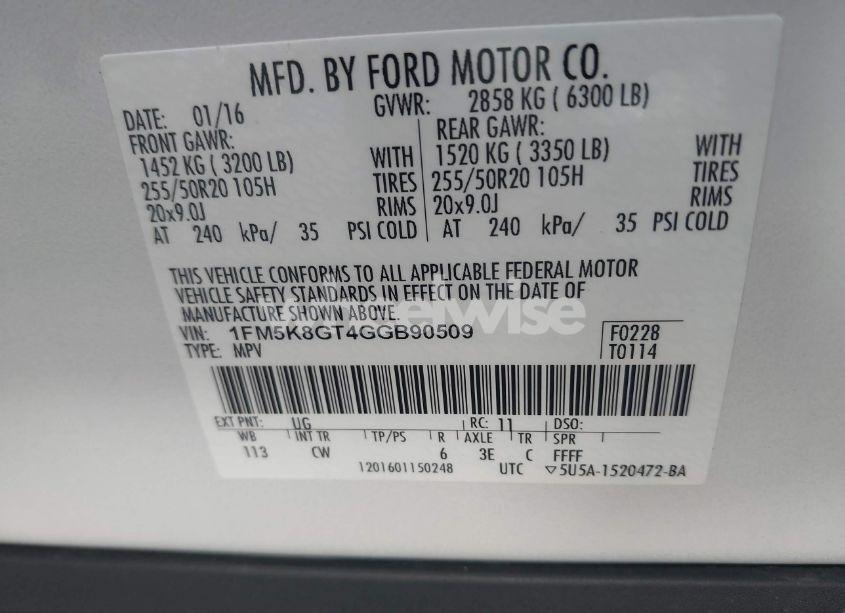 MFD. BY FORD MOTOR CO.
DATE: 01/16 GVWR: 2858 KG ( 6300 LB)
FRONT GAWR: REAR GAWR:
1452 KG ( 3200 LB) WITH 1520 KG ( 3350 LB) WITH
255/50R20 105H TIRES 255/50R20 105H TIRES
20x9.0J RIMS 20x9.0J RIMS
AT 240 kPa/ 35 PSI COLD AT 240 kPa/ 35 PSI COLD
THIS VEHICLE CONFORMS TO ALL APPLICABLE FEDERAL MOTOR
VEHICLE SAFETY STANDARDS IN EFFECT ON THE DATE OF
MANUFACTURE SHOWN ABOVE.
VIN: 1FM5K8GT4GGB90509 F0228
TYPE: MPV T0114
EXT PNT: UG RC: 11 DSO:
WB INT TR TP/PS R AXLE TR SPR
113 CW 6 3E C FFFF
1201601150248 UTC ▽5U5A-1520472-BA